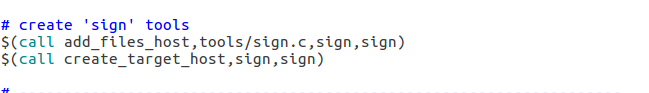 # create 'sign' tools
$(call add_files_host,tools/sign.c,sign,sign)
$(call create_target_host,sign,sign)
# -------------------------------------------------------------------